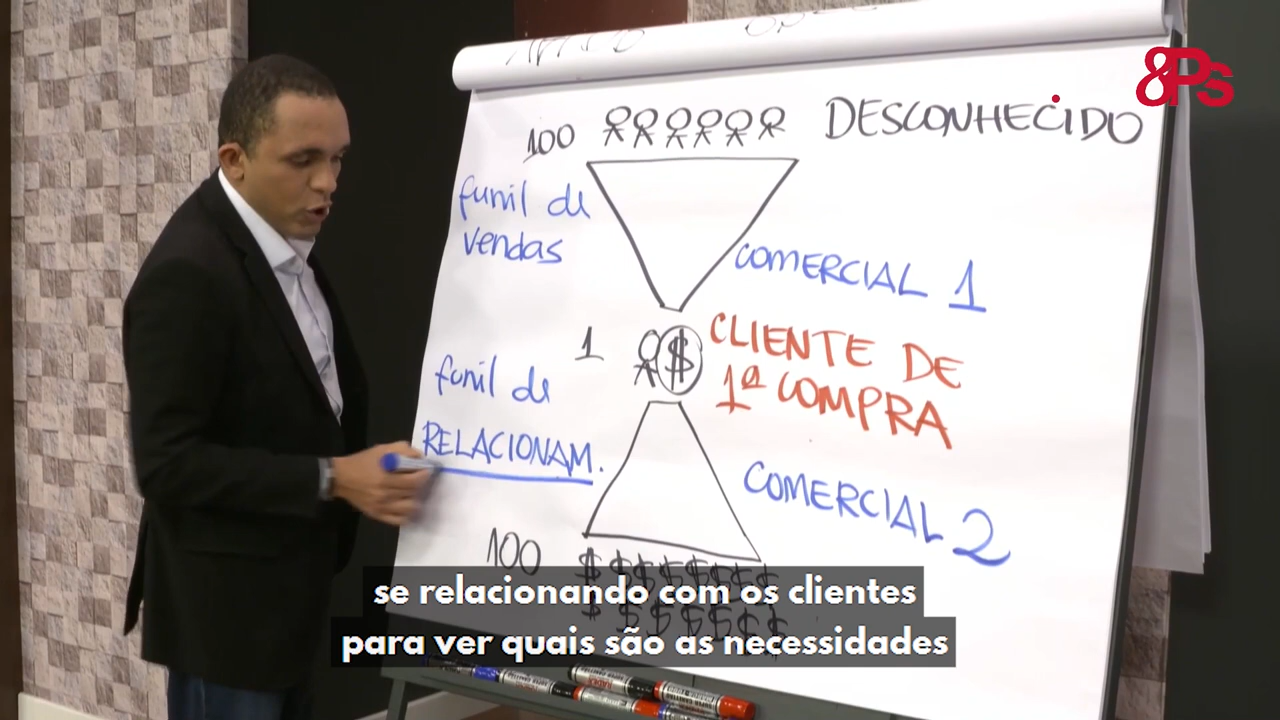 8Ps
100 DESCONHECIDO
funil de
vendas
COMERCIAL 1
1 $ CLIENTE DE
1ª COMPRA
funil de
RELACIONAM.
COMERCIAL 2
100 $ $ $ $ $ $ $ $
$ $ $ $ $ $
se relacionando com os clientes
para ver quais são as necessidades